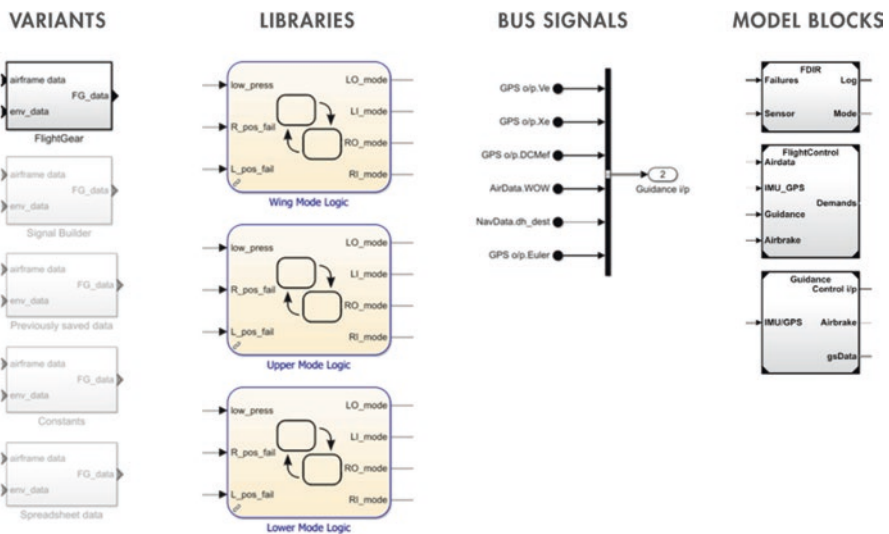 VARIANTS
LIBRARIES
BUS SIGNALS
MODEL BLOCKS
airframe data
FG_data
env_data
FlightGear
airframe data
FG_data
env_data
Signal Builder
airframe data
FG_data
env_data
Previously saved data
airframe data
FG_data
env_data
Constants
airframe data
FG_data
env_data
Spreadsheet data
low_press
LO_mode
LI_mode
R_pos_fail
RO_mode
L_pos_fail
RI_mode
Wing Mode Logic
low_press
LO_mode
LI_mode
R_pos_fail
RO_mode
L_pos_fail
RI_mode
Upper Mode Logic
low_press
LO_mode
LI_mode
R_pos_fail
RO_mode
L_pos_fail
RI_mode
Lower Mode Logic
GPS o/p.Ve
GPS o/p.Xe
GPS o/p.DCMef
AirData.WOW
NavData.dh_dest
GPS o/p.Euler
2
Guidance i/p
FDIR
Failures
Log
Sensor
Mode
FlightControl
Airdata
IMU_GPS
Demands
Guidance
Airbrake
Guidance
Control i/p
IMU/GPS
Airbrake
gsData